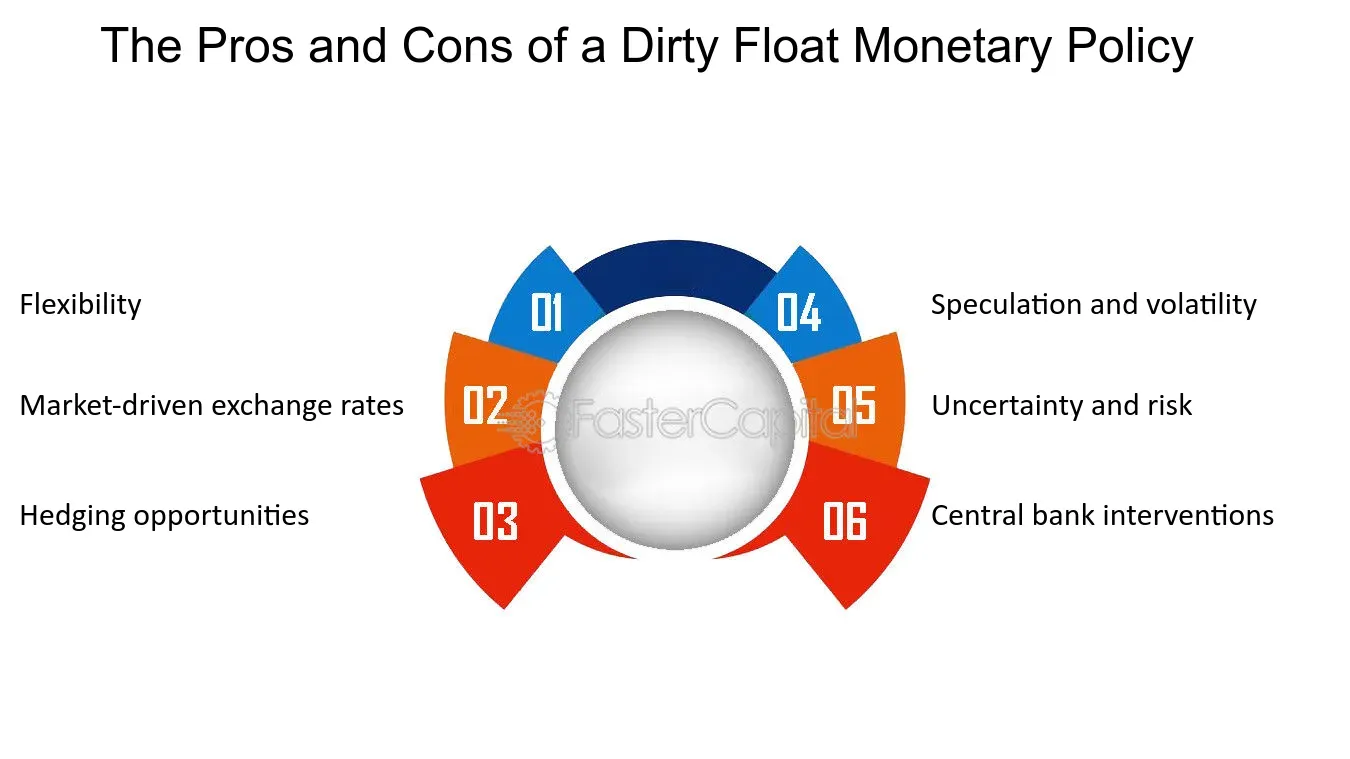 The Pros and Cons of a Dirty Float Monetary Policy
Flexibility
01
04
Speculation and volatility
Market-driven exchange rates
02
FasterCapital
05
Uncertainty and risk
Hedging opportunities
03
06
Central bank interventions